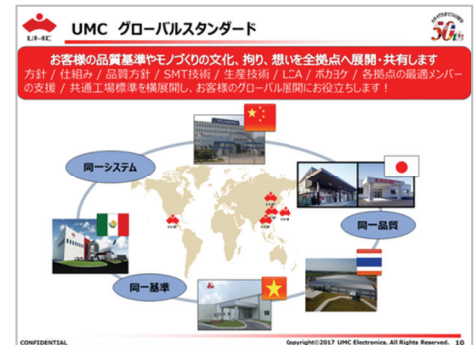 UMC
UMC グローバルスタンダード
お客様の品質基準やモノづくりの文化、拘り、想いを全拠点へ展開・共有します
方針 / 仕組み / 品質方針 / SMT技術 / 生産技術 / LCA / ポカヨケ / 各拠点の最適メンバー
の支援 / 共通工場標準を横展開し、お客様のグローバル展開にお役立ちします！
同一システム
同一品質
同一基準
CONFIDENTIAL
Copyright©2017 UMC Electronics. All Rights Reserved. 10